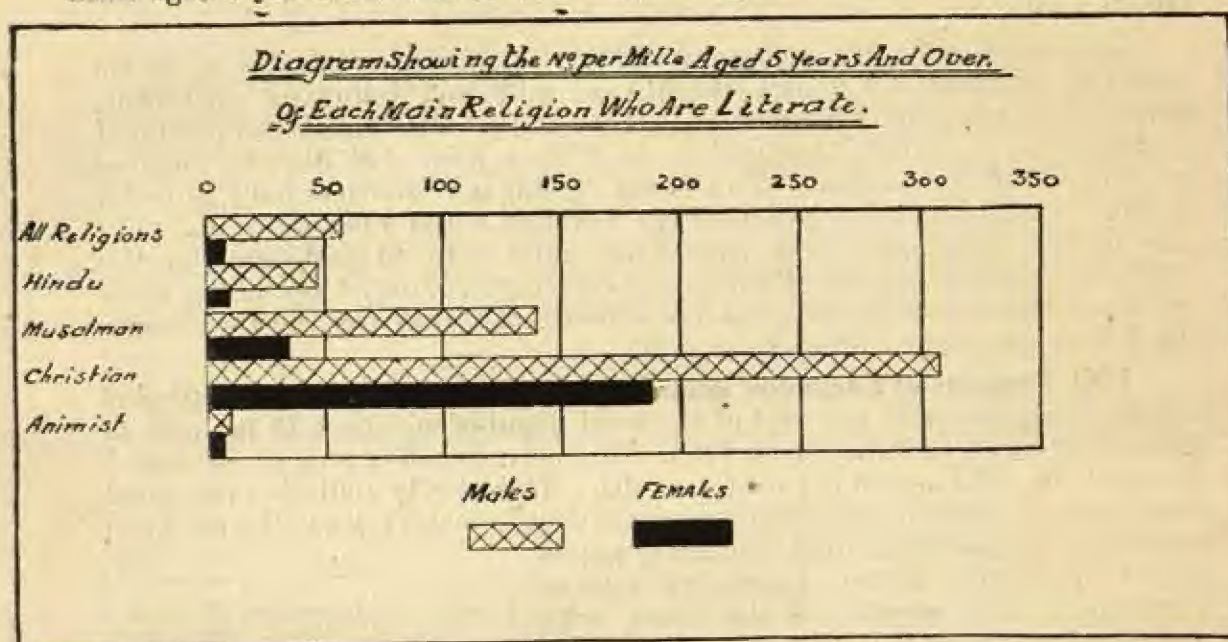 Diagram Showing the No per Mille Aged 5 Years And Over.
Of Each Main Religion Who Are Literate.
0 50 100 150 200 250 300 350
All Religions
Hindu
Musalman
Christian
Animist
Males FEMALES